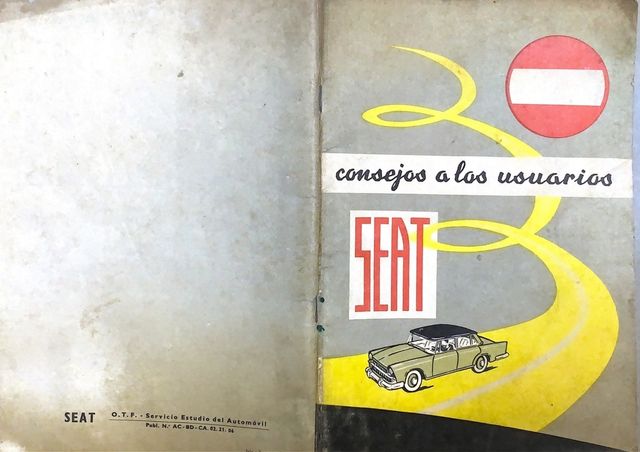 consejos a los usuarios
SEAT
SEAT
O. T. F. - Servicio Estudio del Automóvil
Publ. N.° AC-BD-CA. 02. 21. 06